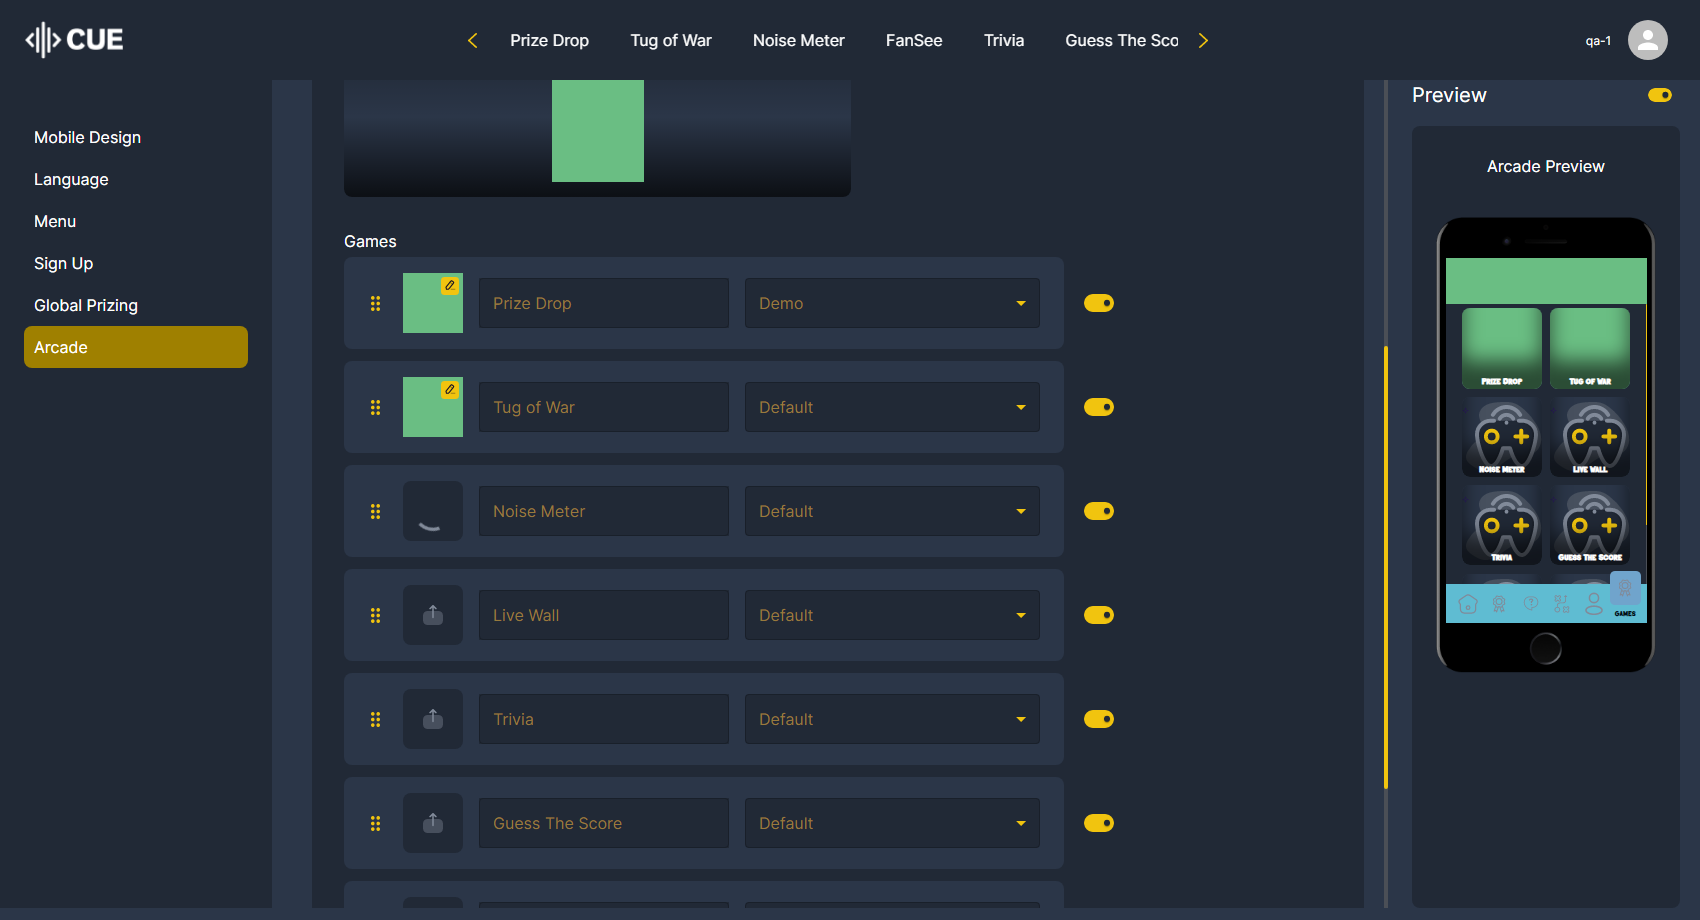 CUE
Prize Drop
Tug of War
Noise Meter
FanSee
Trivia
Guess The Sco
qa-1
Mobile Design
Language
Menu
Sign Up
Global Prizing
Arcade
Games
Prize Drop
Demo
Tug of War
Default
Noise Meter
Default
Live Wall
Default
Trivia
Default
Guess The Score
Default
Preview
Arcade Preview
Prize Drop
Tug of War
Noise Meter
Live Wall
Trivia
Guess The Score
GAMES